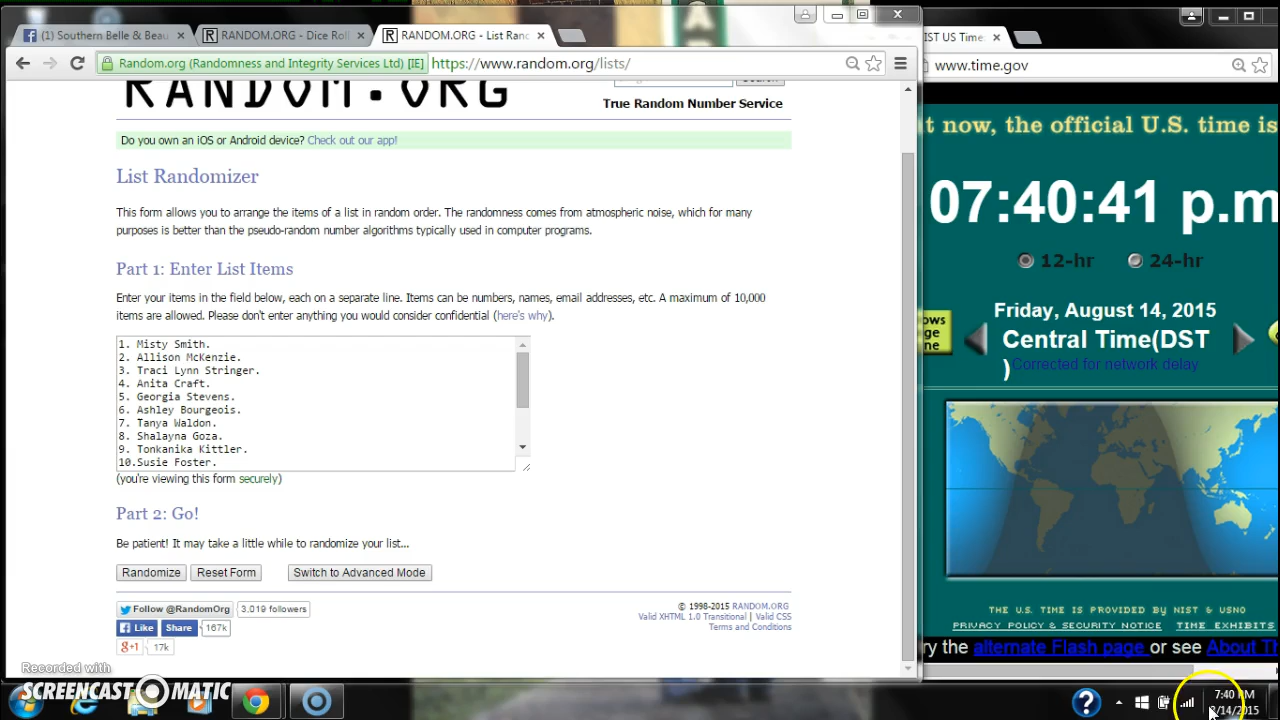 (1) Southern Belle & Beau
RANDOM.ORG - Dice Roll
RANDOM.ORG - List Ran
IST US Time
Random.org (Randomness and Integrity Services Ltd) [IE]
https://www.random.org/lists/
www.time.gov
RANDOM.ORG
Search
True Random Number Service
Do you own an iOS or Android device? Check out our app!
List Randomizer
This form allows you to arrange the items of a list in random order. The randomness comes from atmospheric noise, which for many
purposes is better than the pseudo-random number algorithms typically used in computer programs.
Part 1: Enter List Items
Enter your items in the field below, each on a separate line. Items can be numbers, names, email addresses, etc. A maximum of 10,000
items are allowed. Please don't enter anything you would consider confidential (here's why).
1. Misty Smith.
2. Allison McKenzie.
3. Traci Lynn Stringer.
4. Anita Craft.
5. Georgia Stevens.
6. Ashley Bourgeois.
7. Tanya Waldon.
8. Shalayna Goza.
9. Tonkanika Kittler.
10.Susie Foster.
(you're viewing this form securely)
Part 2: Go!
Be patient! It may take a little while to randomize your list...
Randomize
Reset Form
Switch to Advanced Mode
Follow @RandomOrg
3,019 followers
Like
Share
167k
g+1
17k
© 1998-2015 RANDOM.ORG
Valid XHTML 1.0 Transitional | Valid CSS
Terms and Conditions
t now, the official U.S. time is
07:40:41 p.m
12-hr
24-hr
Friday, August 14, 2015
Central Time(DST
)
Corrected for network delay
ows
ge
ne
THE U.S. TIME IS PROVIDED BY NIST & USNO
PRIVACY POLICY & SECURITY NOTICE
TIME EXHIBITS
ry the alternate Flash page or see About Th
Recorded with
SCREENCAST-O-MATIC
7:40 PM
8/14/2015